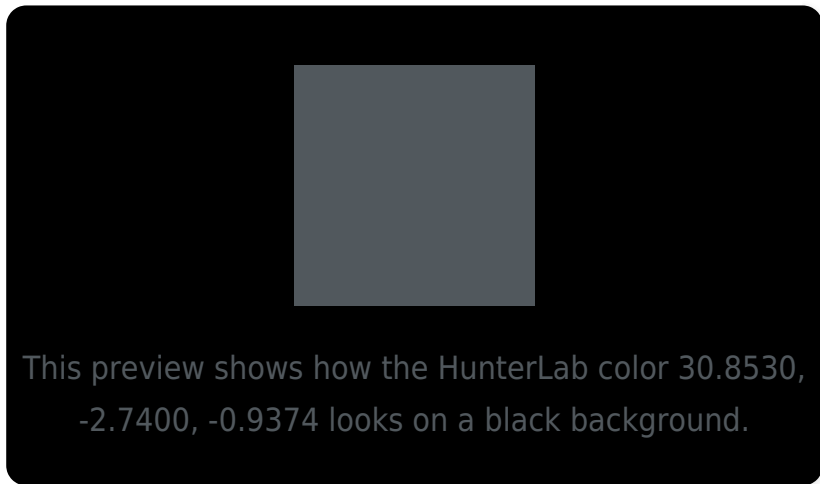 This preview shows how the HunterLab color 30.8530,
-2.7400, -0.9374 looks on a black background.